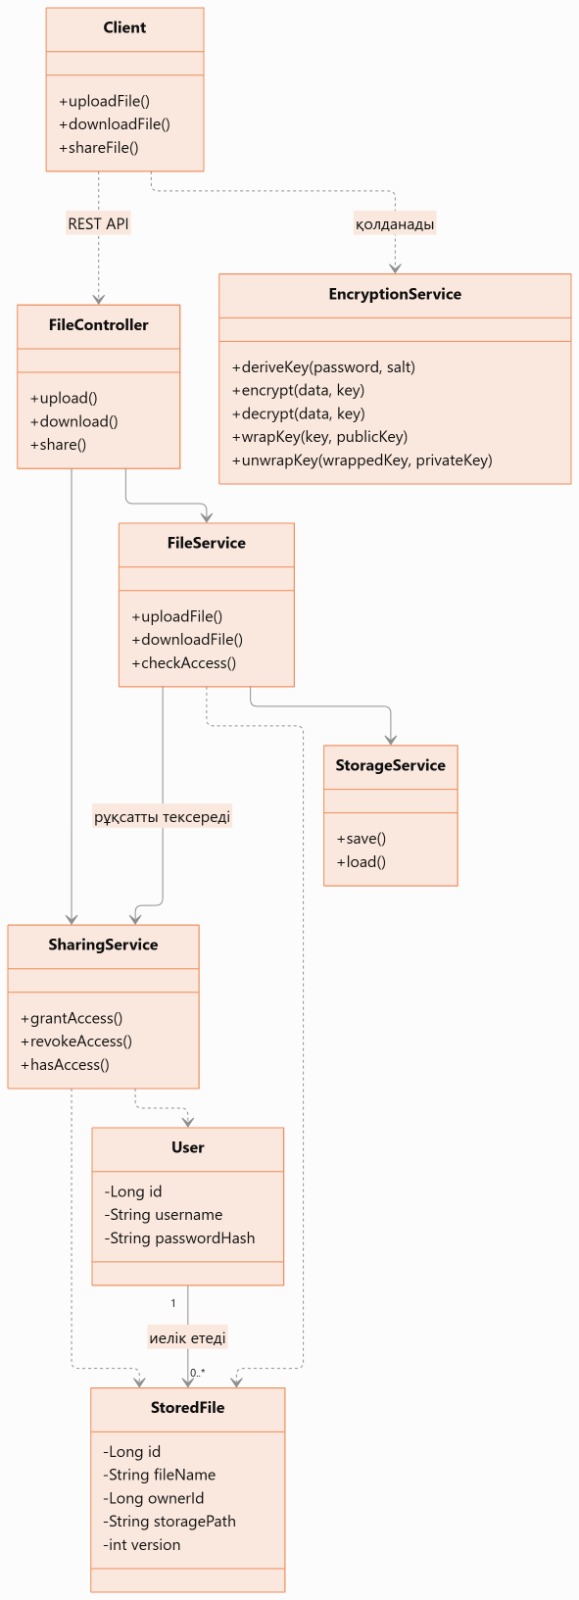 Client
+uploadFile()
+downloadFile()
+shareFile()
REST API
қолданады
EncryptionService
+deriveKey(password, salt)
+encrypt(data, key)
+decrypt(data, key)
+wrapKey(key, publicKey)
+unwrapKey(wrappedKey, privateKey)
FileController
+upload()
+download()
+share()
FileService
+uploadFile()
+downloadFile()
+checkAccess()
StorageService
+save()
+load()
рұқсатты тексереді
SharingService
+grantAccess()
+revokeAccess()
+hasAccess()
User
-Long id
-String username
-String passwordHash
1
иелік етеді
0..*
StoredFile
-Long id
-String fileName
-Long ownerId
-String storagePath
-int version